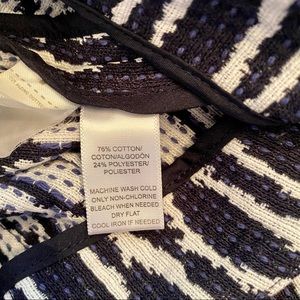 76% COTTON/
COTON/ALGODÓN
24% POLYESTER/
POLIESTER
MACHINE WASH COLD
ONLY NON-CHLORINE
BLEACH WHEN NEEDED
DRY FLAT
COOL IRON IF NEEDED